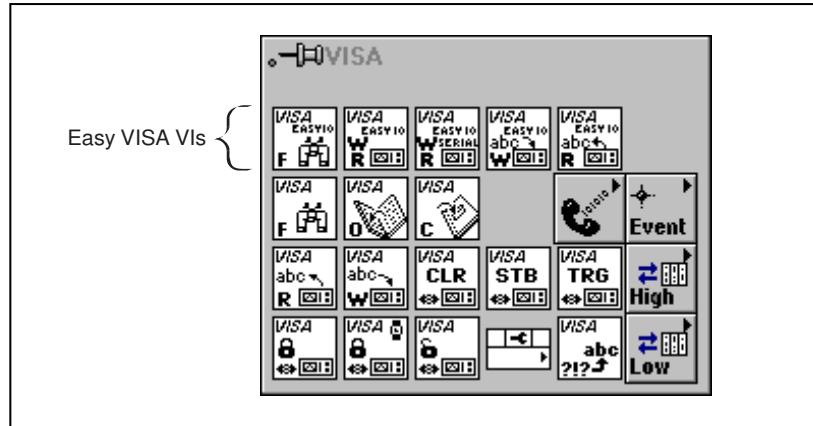 VISA
Easy VISA VIs
VISA EASY IO F
VISA EASY IO W R
VISA EASY IO W SERIAL R
VISA EASY IO abc W
VISA EASY IO abc R
VISA F
VISA O
VISA C
Event
VISA abc R
VISA abc W
VISA CLR
VISA STB
VISA TRG
High
VISA
VISA
VISA
VISA abc ?!?
Low